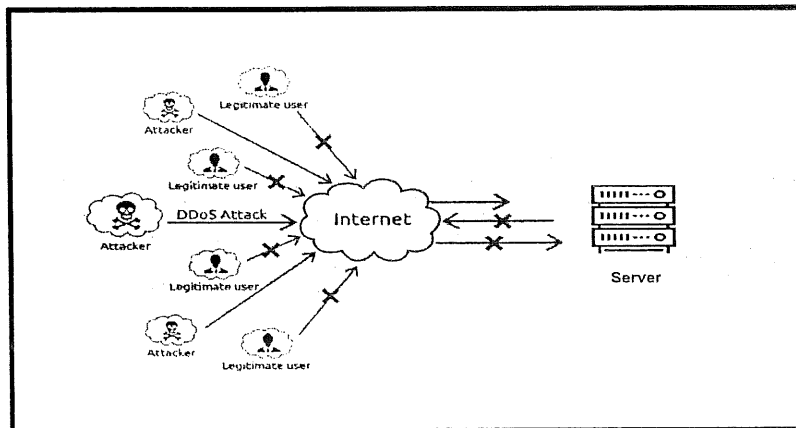 Legitimate user
Attacker
Legitimate user
DDoS Attack
Attacker
Internet
Legitimate user
Attacker
Legitimate user
Server